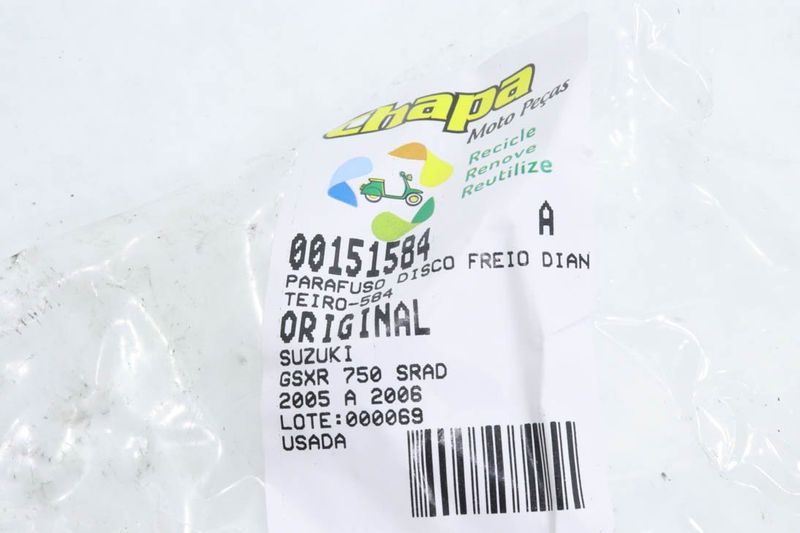 chapa
Moto Peças
Recicle
Renove
Reutilize
A
00151584
PARAFUSO DISCO FREIO DIAN
TEIRO-584
ORIGINAL
SUZUKI
GSXR 750 SRAD
2005 A 2006
LOTE:000069
USADA